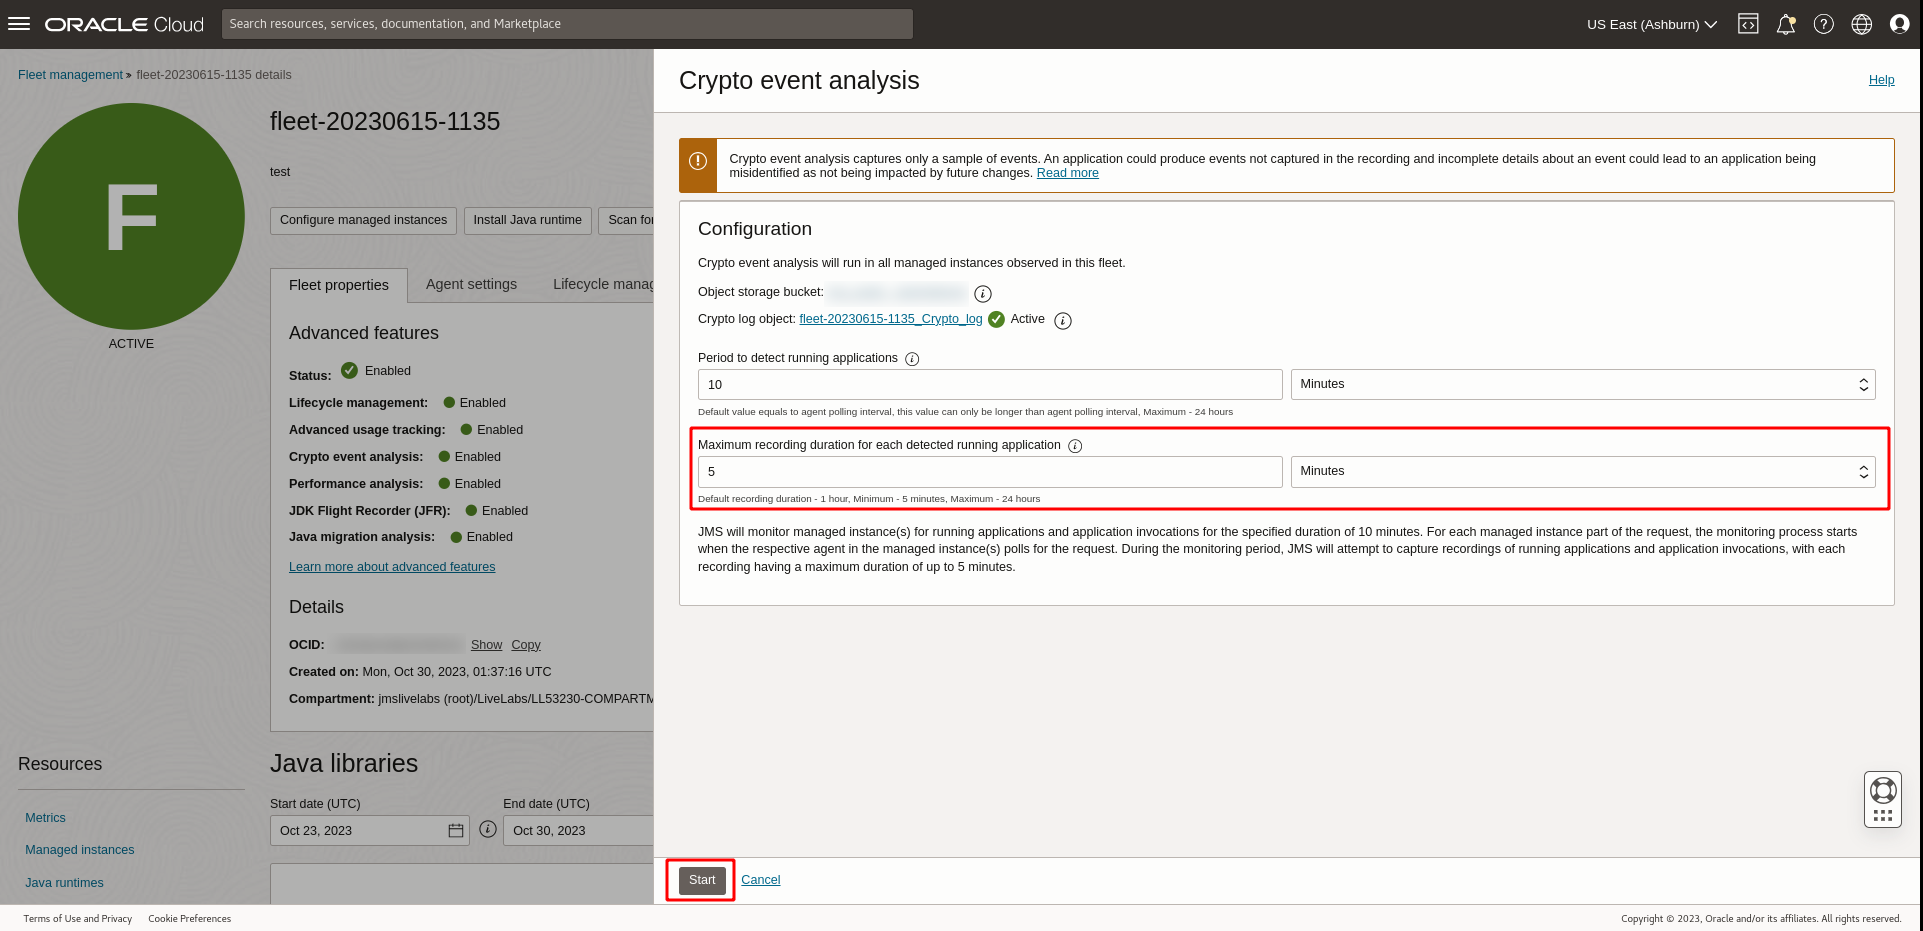 ORACLE Cloud
Search resources, services, documentation, and Marketplace
US East (Ashburn)
Fleet management » fleet-20230615-1135 details
F
ACTIVE
fleet-20230615-1135
test
Configure managed instances
Install Java runtime
Scan for
Fleet properties
Agent settings
Lifecycle manag
Advanced features
Status: Enabled
Lifecycle management: Enabled
Advanced usage tracking: Enabled
Crypto event analysis: Enabled
Performance analysis: Enabled
JDK Flight Recorder (JFR): Enabled
Java migration analysis: Enabled
Learn more about advanced features
Details
OCID: Show Copy
Created on: Mon, Oct 30, 2023, 01:37:16 UTC
Compartment: jmslivelabs (root)/LiveLabs/LL53230-COMPARTM
Resources
Metrics
Managed instances
Java runtimes
Java libraries
Start date (UTC)
Oct 23, 2023
End date (UTC)
Oct 30, 2023
Crypto event analysis
Help
Crypto event analysis captures only a sample of events. An application could produce events not captured in the recording and incomplete details about an event could lead to an application being
misidentified as not being impacted by future changes. Read more
Configuration
Crypto event analysis will run in all managed instances observed in this fleet.
Object storage bucket:
Crypto log object: fleet-20230615-1135_Crypto_log Active
Period to detect running applications
10
Minutes
Default value equals to agent polling interval, this value can only be longer than agent polling interval, Maximum - 24 hours
Maximum recording duration for each detected running application
5
Minutes
Default recording duration - 1 hour, Minimum - 5 minutes, Maximum - 24 hours
JMS will monitor managed instance(s) for running applications and application invocations for the specified duration of 10 minutes. For each managed instance part of the request, the monitoring process starts
when the respective agent in the managed instance(s) polls for the request. During the monitoring period, JMS will attempt to capture recordings of running applications and application invocations, with each
recording having a maximum duration of up to 5 minutes.
Start
Cancel
Terms of Use and Privacy
Cookie Preferences
Copyright © 2023, Oracle and/or its affiliates. All rights reserved.